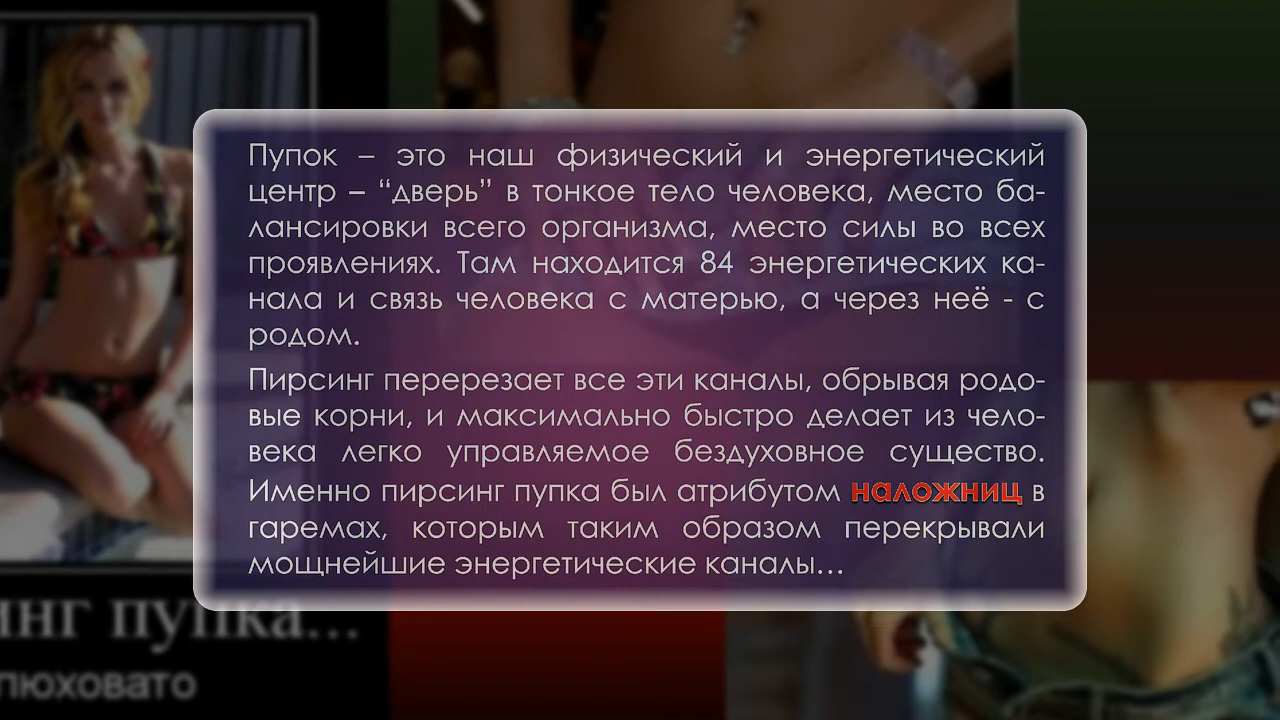 Пупок – это наш физический и энергетический
центр – “дверь” в тонкое тело человека, место ба-
лансировки всего организма, место силы во всех
проявлениях. Там находится 84 энергетических ка-
нала и связь человека с матерью, а через неё - с
родом.
Пирсинг перерезает все эти каналы, обрывая родо-
вые корни, и максимально быстро делает из чело-
века легко управляемое бездуховное существо.
Именно пирсинг пупка был атрибутом наложниц в
гаремах, которым таким образом перекрывали
мощнейшие энергетические каналы…
инг пупка...
люховато